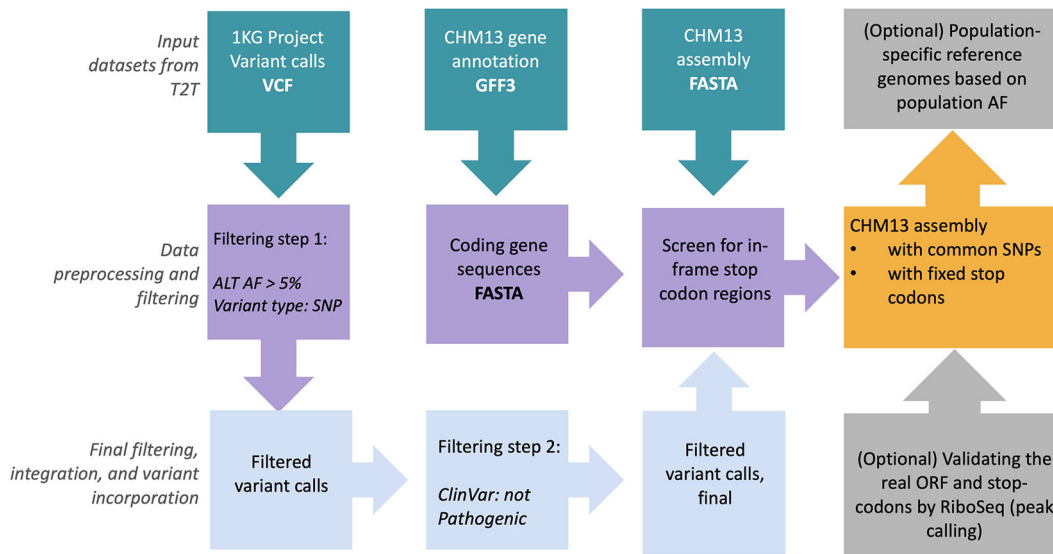 Input
datasets from
T2T
1KG Project
Variant calls
VCF
CHM13 gene
annotation
GFF3
CHM13
assembly
FASTA
(Optional) Population-
specific reference
genomes based on
population AF
Data
preprocessing and
filtering
Filtering step 1:
ALT AF > 5%
Variant type: SNP
Coding gene
sequences
FASTA
Screen for in-
frame stop
codon regions
CHM13 assembly
• with common SNPs
• with fixed stop
codons
Final filtering,
integration, and variant
incorporation
Filtered
variant calls
Filtering step 2:
ClinVar: not
Pathogenic
Filtered
variant calls,
final
(Optional) Validating the
real ORF and stop-
codons by RiboSeq (peak
calling)